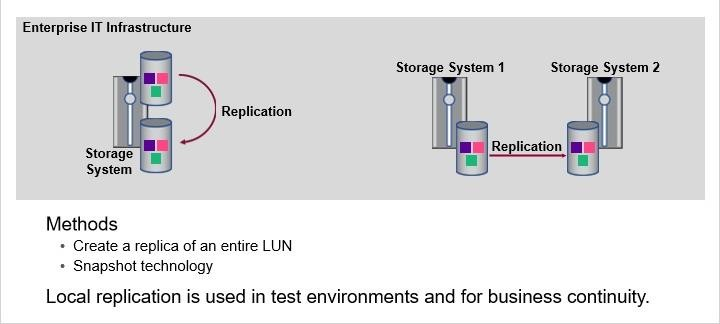 Enterprise IT Infrastructure
Replication
Storage
System
Storage System 1
Storage System 2
Replication
Methods
• Create a replica of an entire LUN
• Snapshot technology
Local replication is used in test environments and for business continuity.